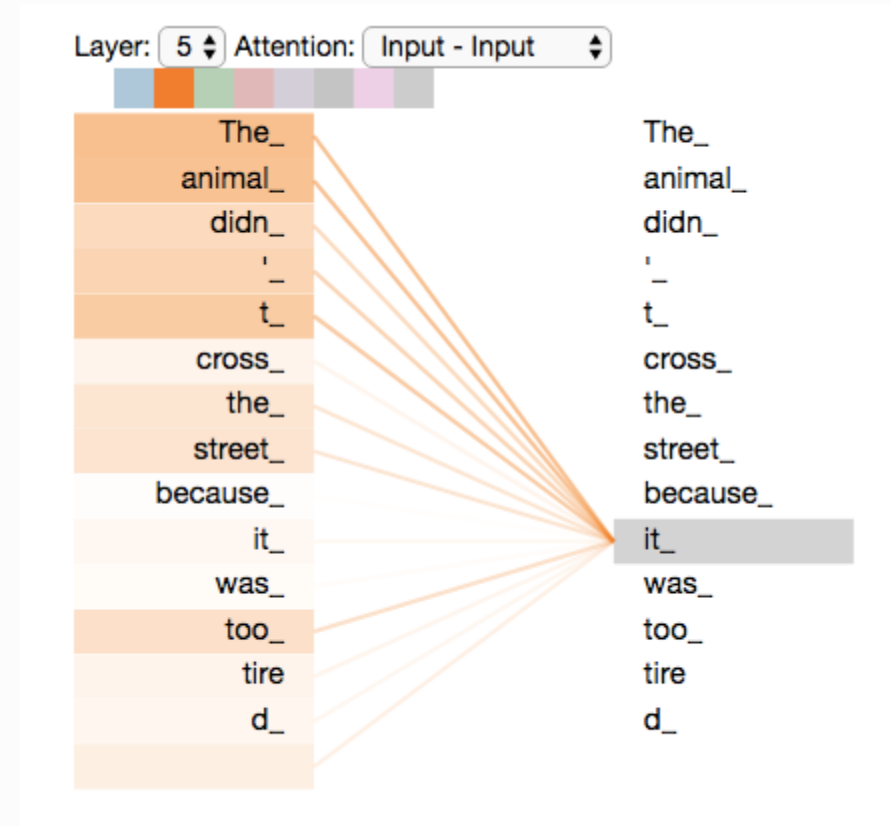 Layer: 5 Attention: Input - Input
The_ The_
animal_ animal_
didn_ didn_
'_ '_
t_ t_
cross_ cross_
the_ the_
street_ street_
because_ because_
it_ it_
was_ was_
too_ too_
tire tire
d_ d_